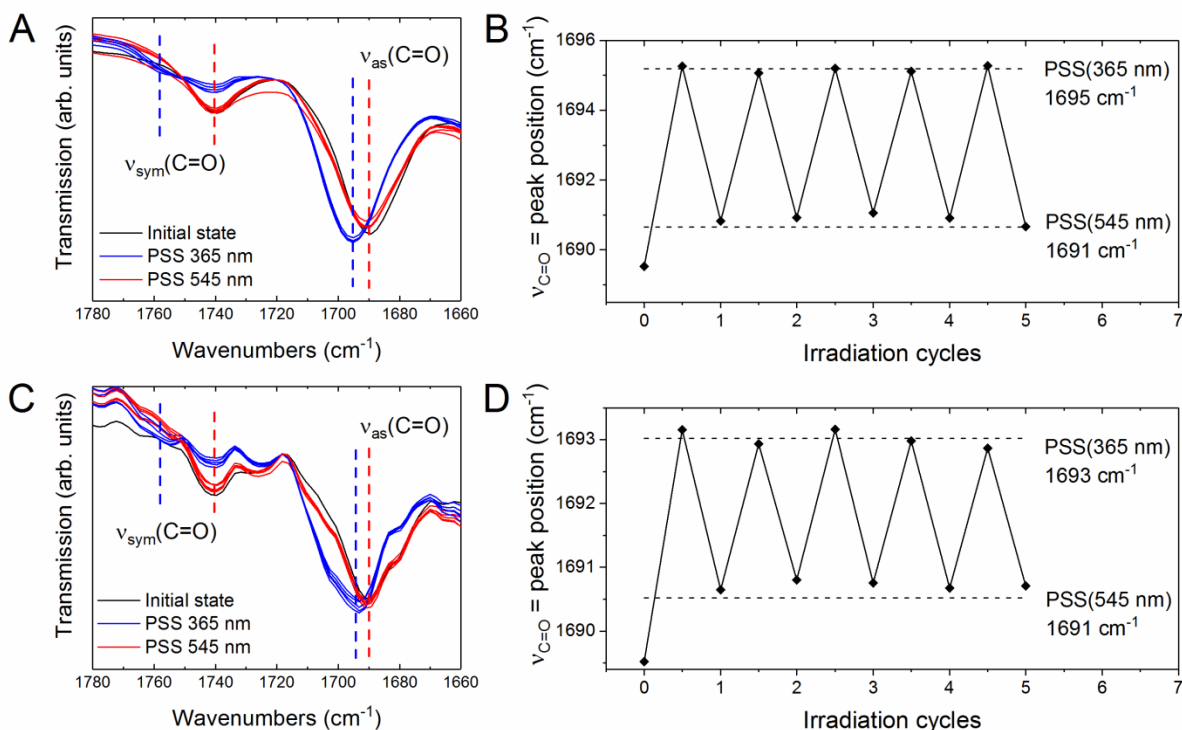 A
ν_as(C=O)
ν_sym(C=O)
Initial state
PSS 365 nm
PSS 545 nm
Transmission (arb. units)
1780 1760 1740 1720 1700 1680 1660
Wavenumbers (cm⁻¹)
B
1696
1694
1692
1690
ν_C=O = peak position (cm⁻¹)
PSS(365 nm)
1695 cm⁻¹
PSS(545 nm)
1691 cm⁻¹
0 1 2 3 4 5 6 7
Irradiation cycles
C
ν_as(C=O)
ν_sym(C=O)
Initial state
PSS 365 nm
PSS 545 nm
Transmission (arb. units)
1780 1760 1740 1720 1700 1680 1660
Wavenumbers (cm⁻¹)
D
1693
1692
1691
1690
ν_C=O = peak position (cm⁻¹)
PSS(365 nm)
1693 cm⁻¹
PSS(545 nm)
1691 cm⁻¹
0 1 2 3 4 5 6 7
Irradiation cycles